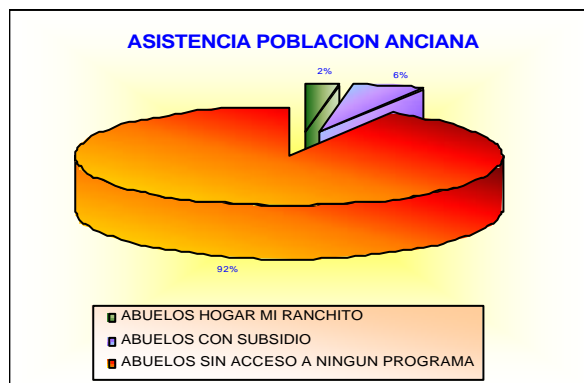 ASISTENCIA POBLACION ANCIANA
2%
6%
92%
ABUELOS HOGAR MI RANCHITO
ABUELOS CON SUBSIDIO
ABUELOS SIN ACCESO A NINGUN PROGRAMA